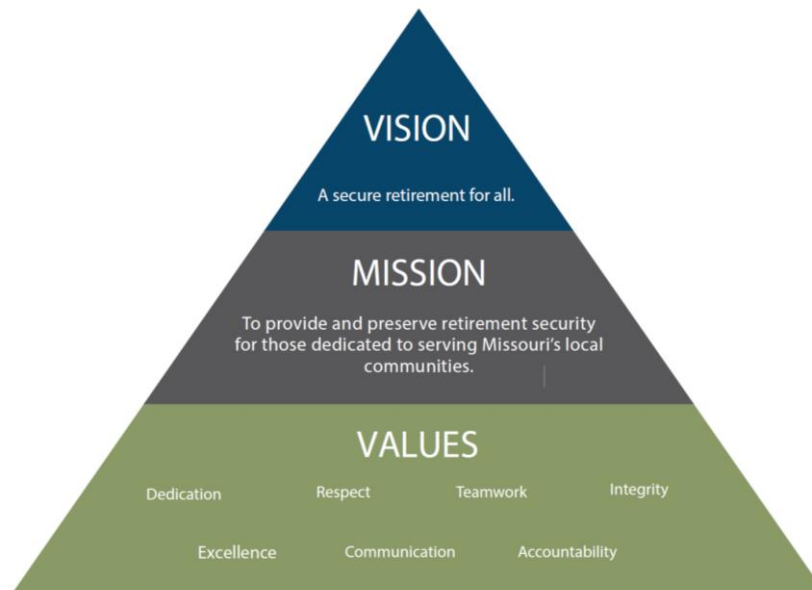 VISION
A secure retirement for all.
MISSION
To provide and preserve retirement security
for those dedicated to serving Missouri's local
communities.
VALUES
Dedication Respect Teamwork Integrity
Excellence Communication Accountability